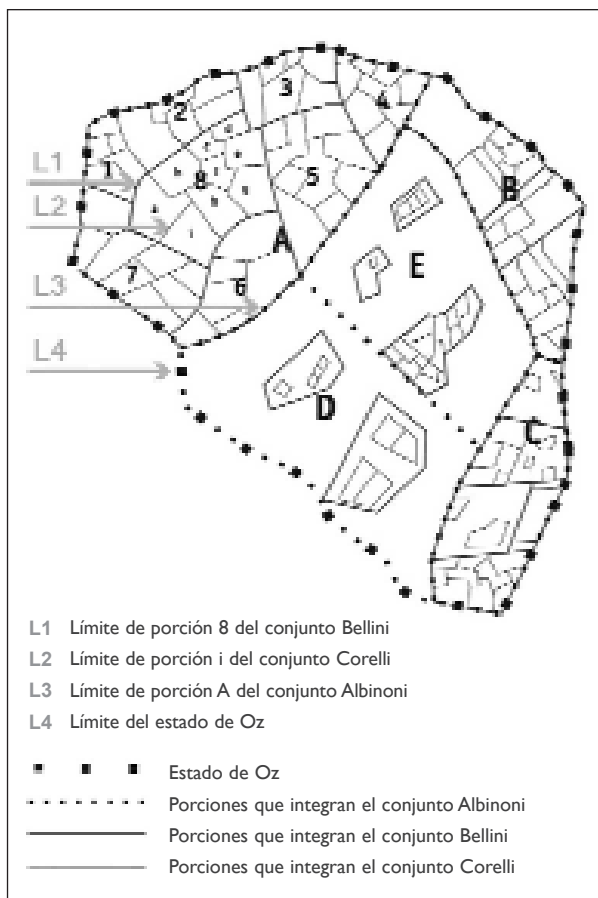 3
2
4
L1
1
8
B
L2
5
A
E
7
6
L3
L4
D
C
L1 Límite de porción 8 del conjunto Bellini
L2 Límite de porción i del conjunto Corelli
L3 Límite de porción A del conjunto Albinoni
L4 Límite del estado de Oz
Estado de Oz
Porciones que integran el conjunto Albinoni
Porciones que integran el conjunto Bellini
Porciones que integran el conjunto Corelli